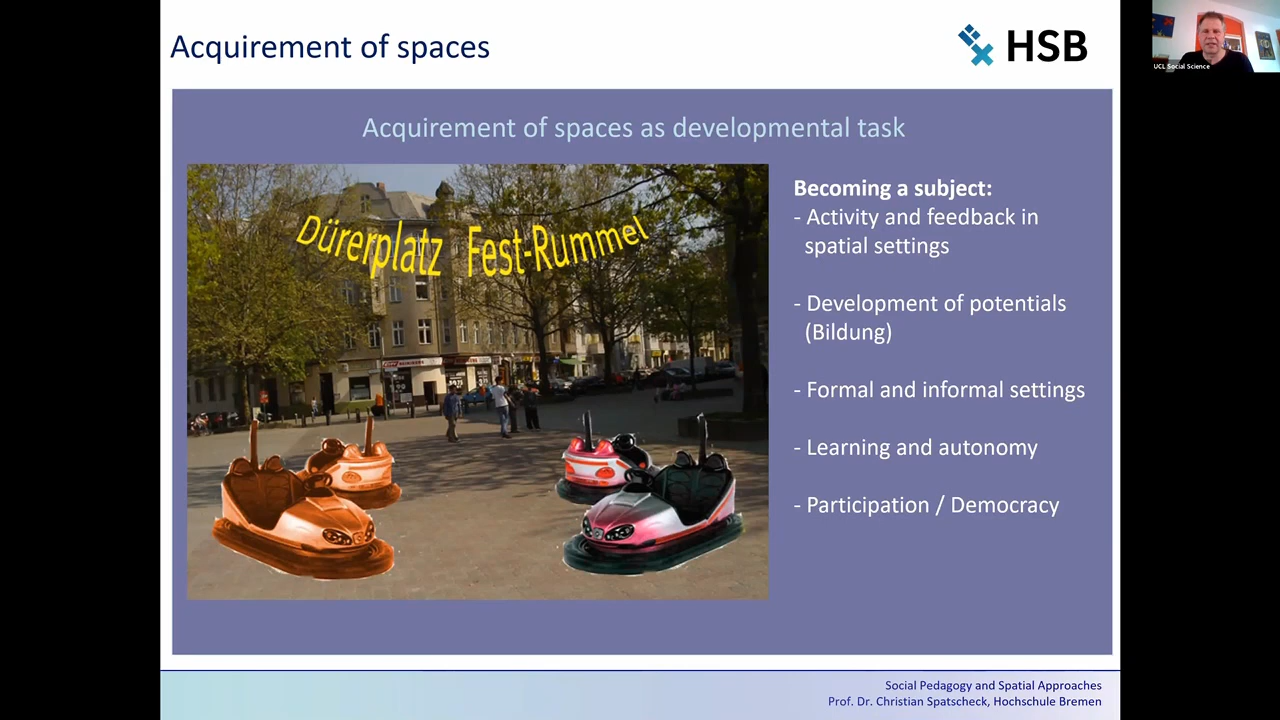 Acquirement of spaces
HSB
UCL Social Science
Acquirement of spaces as developmental task
Dürerplatz Fest-Rummel
Becoming a subject:
- Activity and feedback in
spatial settings
- Development of potentials
(Bildung)
- Formal and informal settings
- Learning and autonomy
- Participation / Democracy
Social Pedagogy and Spatial Approaches
Prof. Dr. Christian Spatscheck, Hochschule Bremen